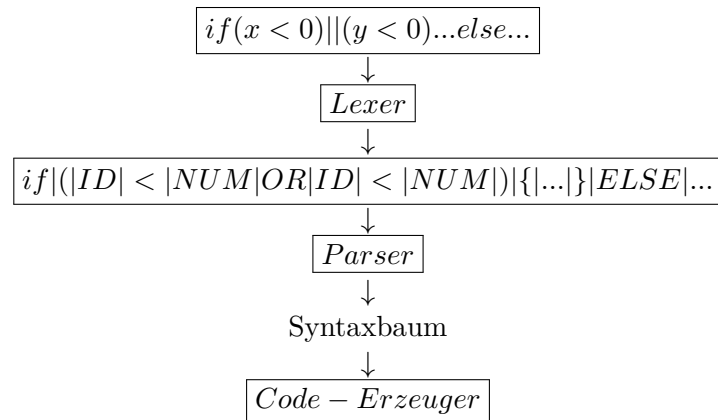 if(x < 0)||(y < 0)...else...
↓
Lexer
↓
if|(|ID| < |NUM|OR|ID| < |NUM|)|{|...|}|ELSE|...
↓
Parser
↓
Syntaxbaum
↓
Code − Erzeuger